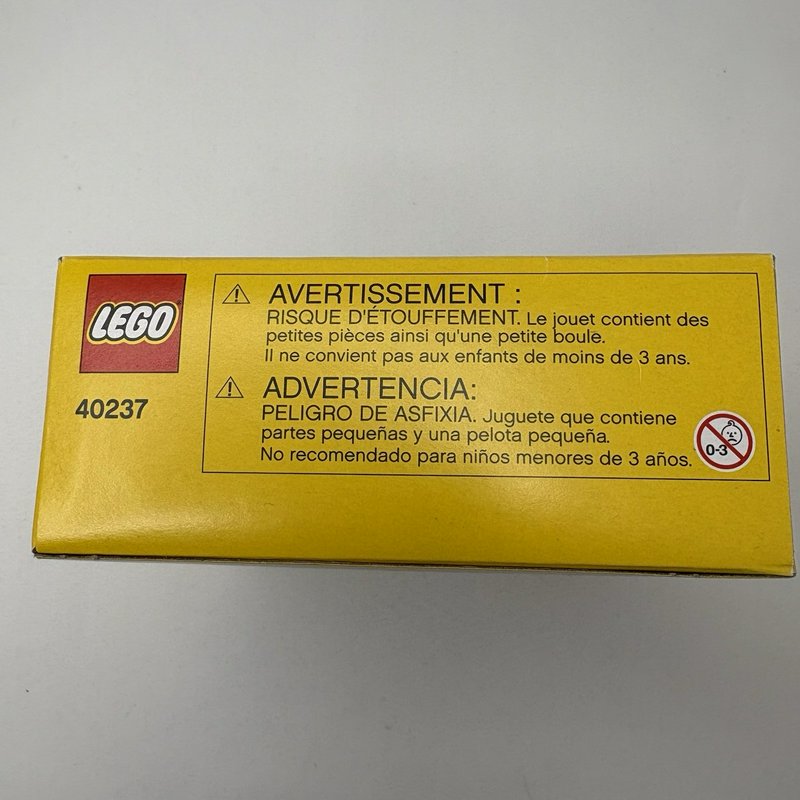 LEGO
40237
AVERTISSEMENT :
RISQUE D'ÉTOUFFEMENT. Le jouet contient des
petites pièces ainsi qu'une petite boule.
Il ne convient pas aux enfants de moins de 3 ans.
ADVERTENCIA:
PELIGRO DE ASFIXIA. Juguete que contiene
partes pequeñas y una pelota pequeña.
No recomendado para niños menores de 3 años.
0-3